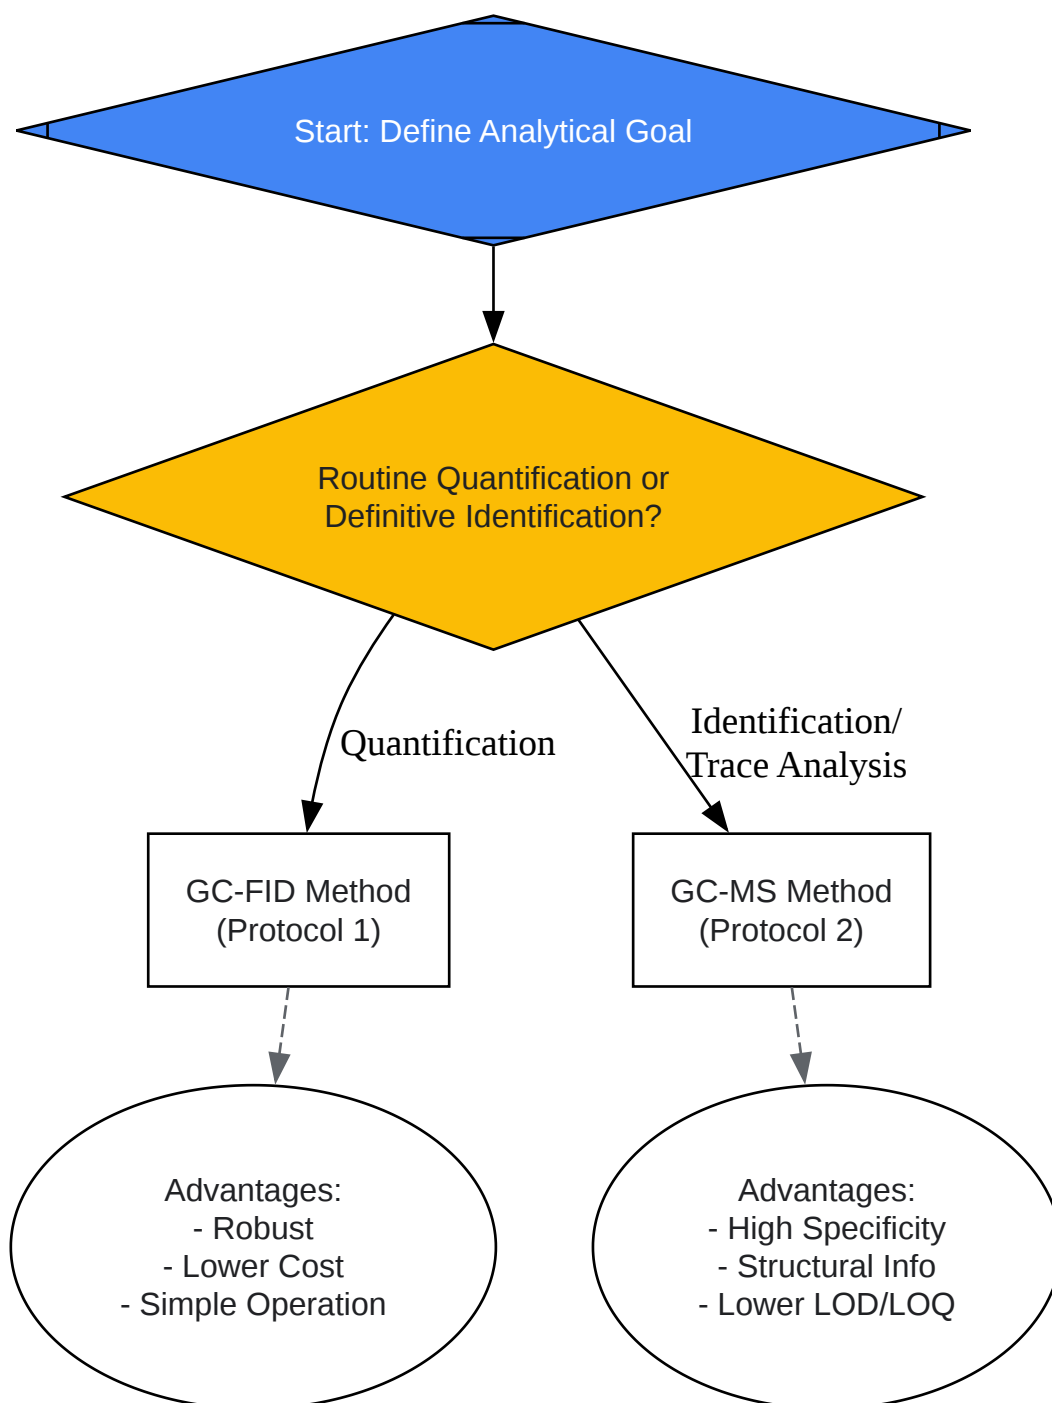 Start: Define Analytical Goal
Routine Quantification or
Definitive Identification?
Quantification
Identification/
Trace Analysis
GC-FID Method
(Protocol 1)
GC-MS Method
(Protocol 2)
Advantages:
- Robust
- Lower Cost
- Simple Operation
Advantages:
- High Specificity
- Structural Info
- Lower LOD/LOQ